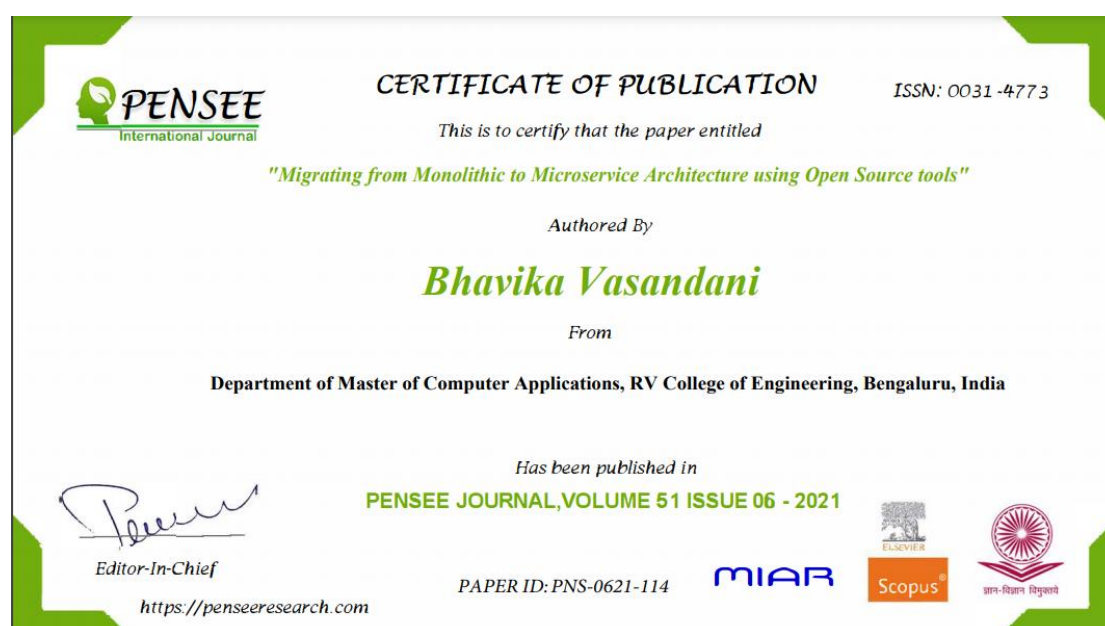 PENSEE
International Journal
CERTIFICATE OF PUBLICATION
ISSN: 0031-4773
This is to certify that the paper entitled
"Migrating from Monolithic to Microservice Architecture using Open Source tools"
Authored By
Bhavika Vasandani
From
Department of Master of Computer Applications, RV College of Engineering, Bengaluru, India
Has been published in
PENSEE JOURNAL,VOLUME 51 ISSUE 06 - 2021
Editor-In-Chief
https://penseeresearch.com
PAPER ID: PNS-0621-114
MIAR
ELSEVIER
Scopus®
ज्ञान-विज्ञान विमुक्तये